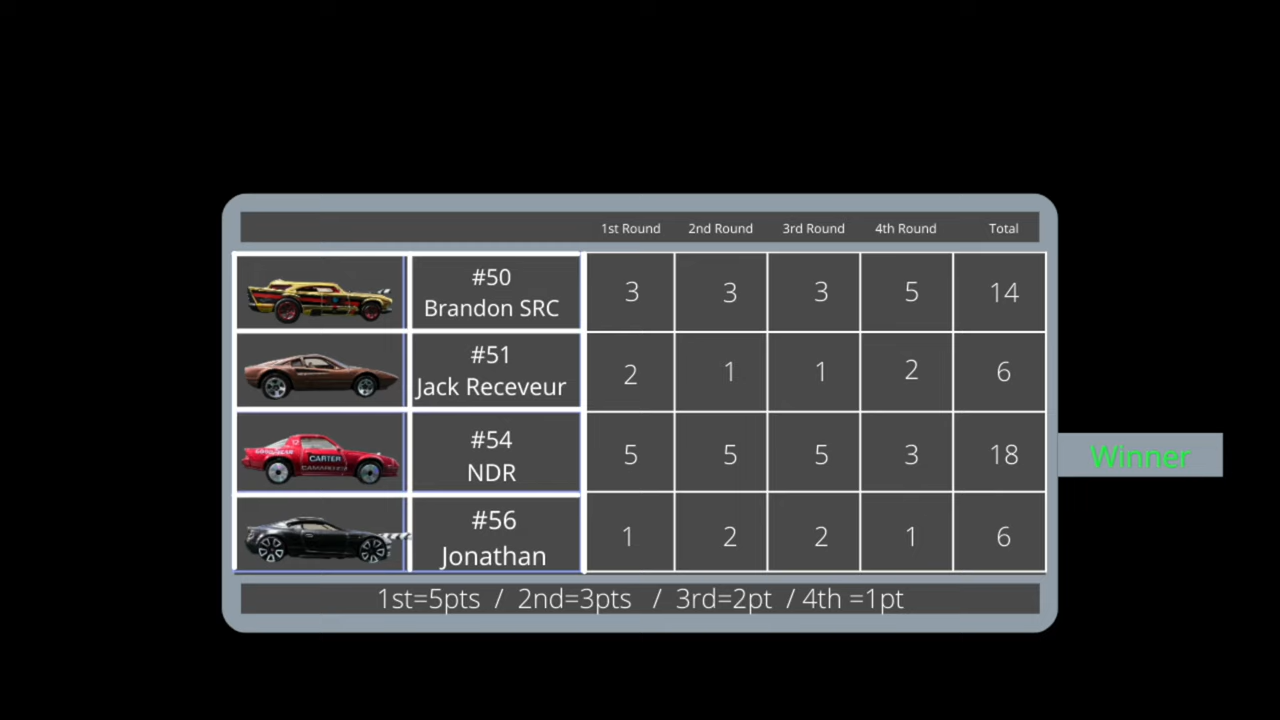 1st Round 2nd Round 3rd Round 4th Round Total
#50
Brandon SRC
3 3 3 5 14
#51
Jack Receveur
2 1 1 2 6
CARTER
#54
NDR
5 5 5 3 18
Winner
#56
Jonathan
1 2 2 1 6
1st=5pts / 2nd=3pts / 3rd=2pt / 4th =1pt